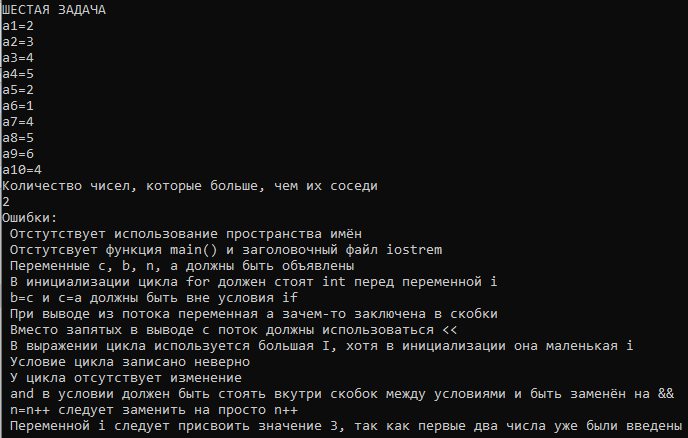 ШЕСТАЯ ЗАДАЧА
a1=2
a2=3
a3=4
a4=5
a5=2
a6=1
a7=4
a8=5
a9=6
a10=4
Количество чисел, которые больше, чем их соседи
2
Ошибки:
Отстутствует использование пространства имён
Отстутсвует функция main() и заголовочный файл iostrem
Переменные c, b, n, a должны быть объявлены
В инициализации цикла for должен стоят int перед переменной i
b=c и c=a должны быть вне условия if
При выводе из потока переменная a зачем-то заключена в скобки
Вместо запятых в выводе с поток должны использоваться <<
В выражении цикла используется большая I, хотя в инициализации она маленькая i
Условие цикла записано неверно
У цикла отсутствует изменение
and в условии должен быть стоять вкутри скобок между условиями и быть заменён на &&
n=n++ следует заменить на просто n++
Переменной i следует присвоить значение 3, так как первые два числа уже были введены